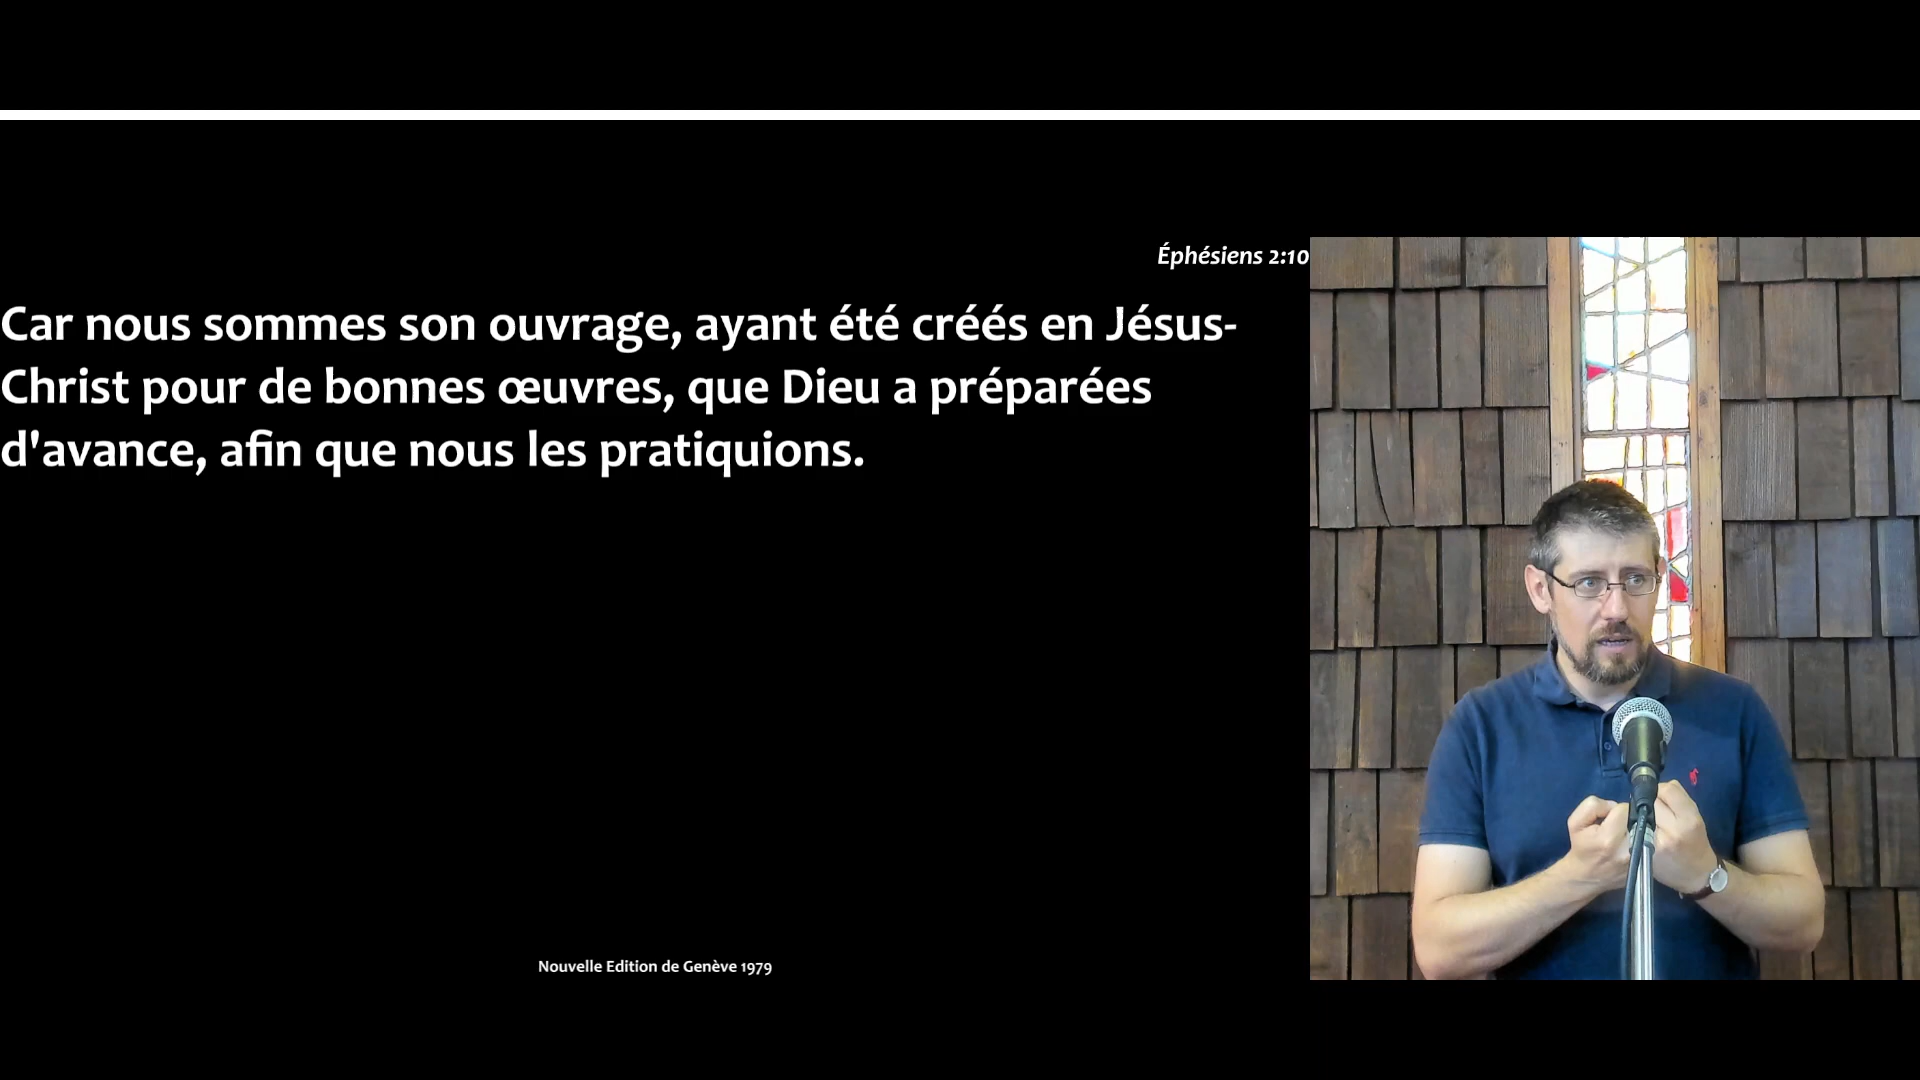 Éphésiens 2:10
Car nous sommes son ouvrage, ayant été créés en Jésus-
Christ pour de bonnes œuvres, que Dieu a préparées
d'avance, afin que nous les pratiquions.
Nouvelle Edition de Genève 1979